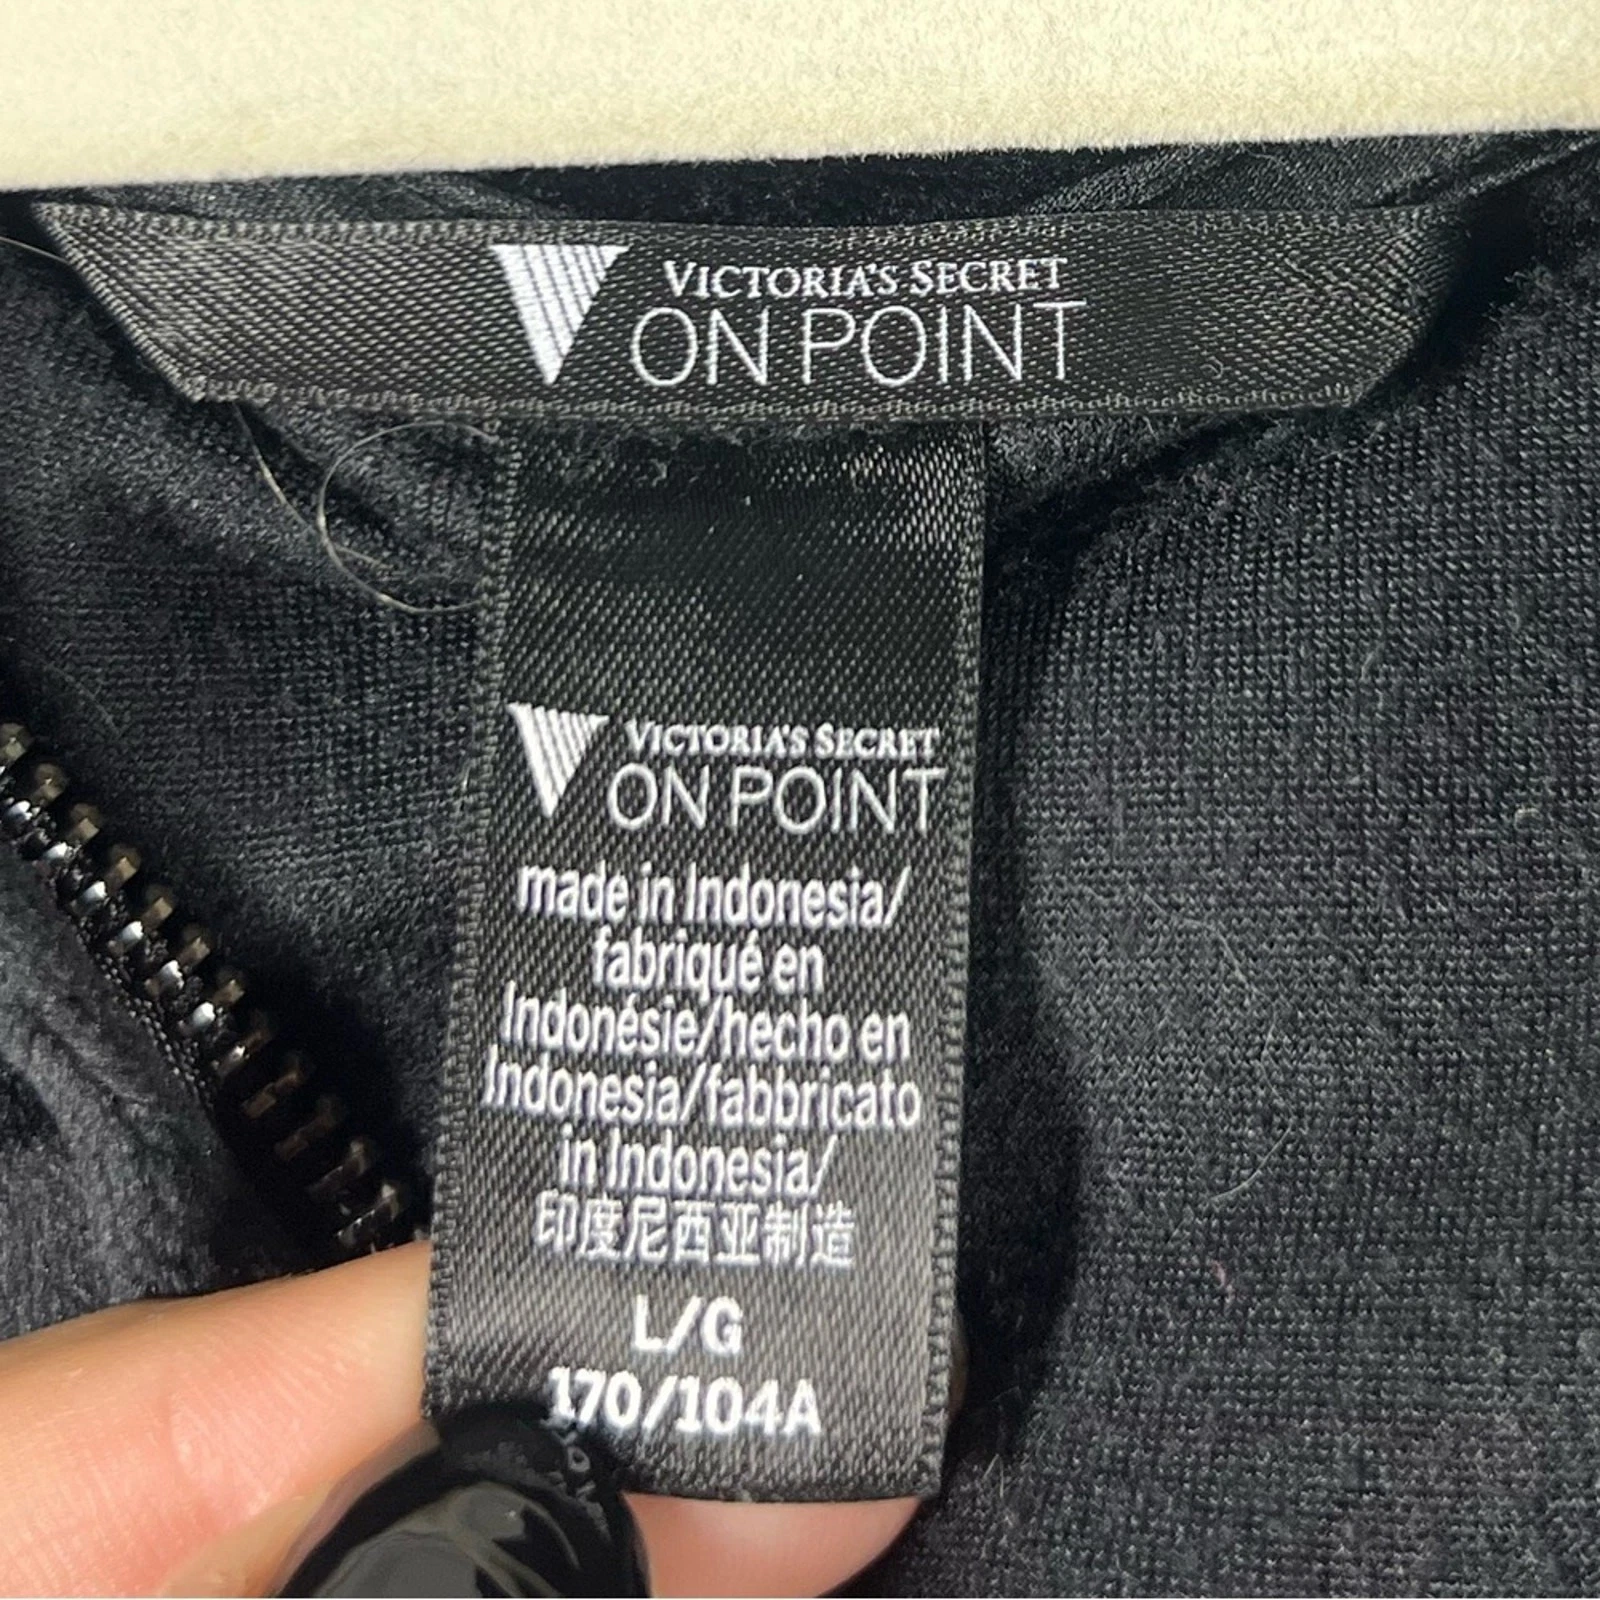 VICTORIA'S SECRET
ON POINT
VICTORIA'S SECRET
ON POINT
made in Indonesia/
fabriqué en
Indonésie/hecho en
Indonesia/fabbricato
in Indonesia/
印度尼西亚制造
L/G
170/104A